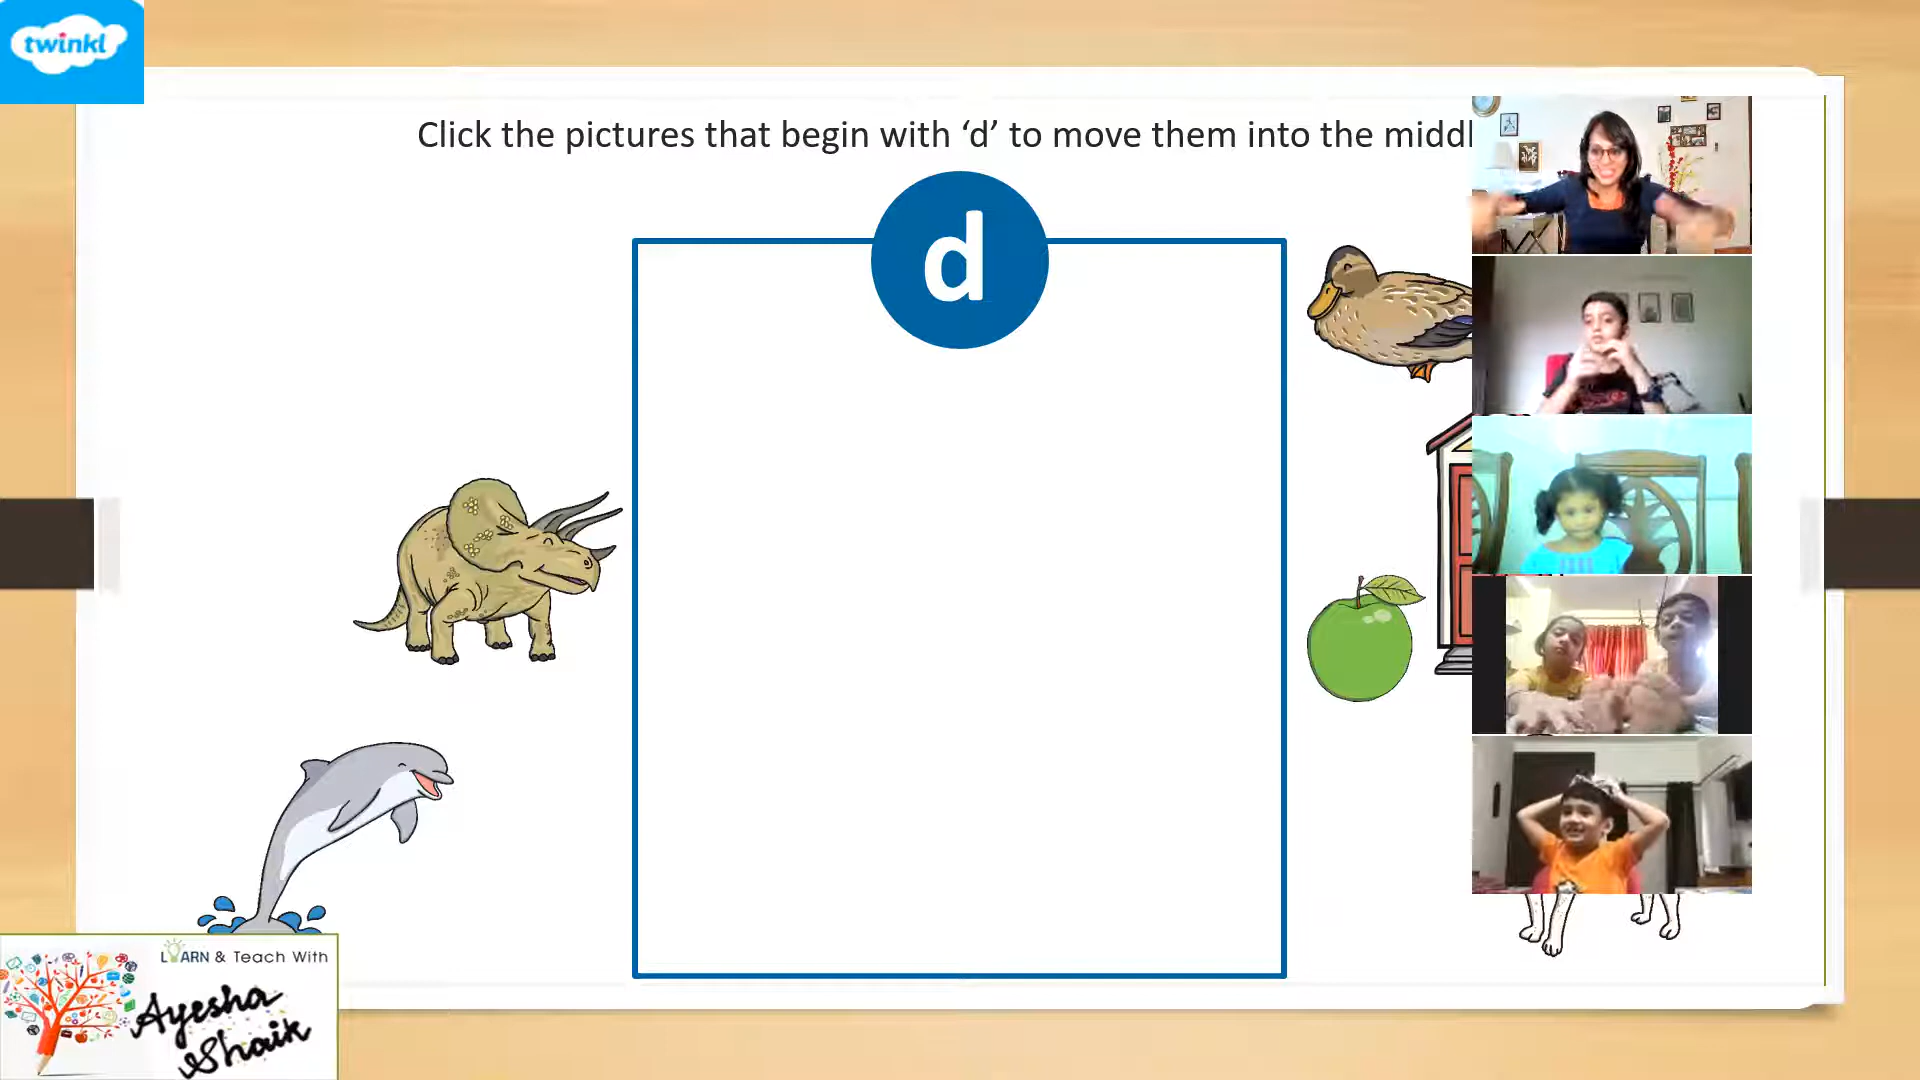 twinkl
Click the pictures that begin with ‘d’ to move them into the middl
d
LEARN & Teach With
Ayesha
Shaik